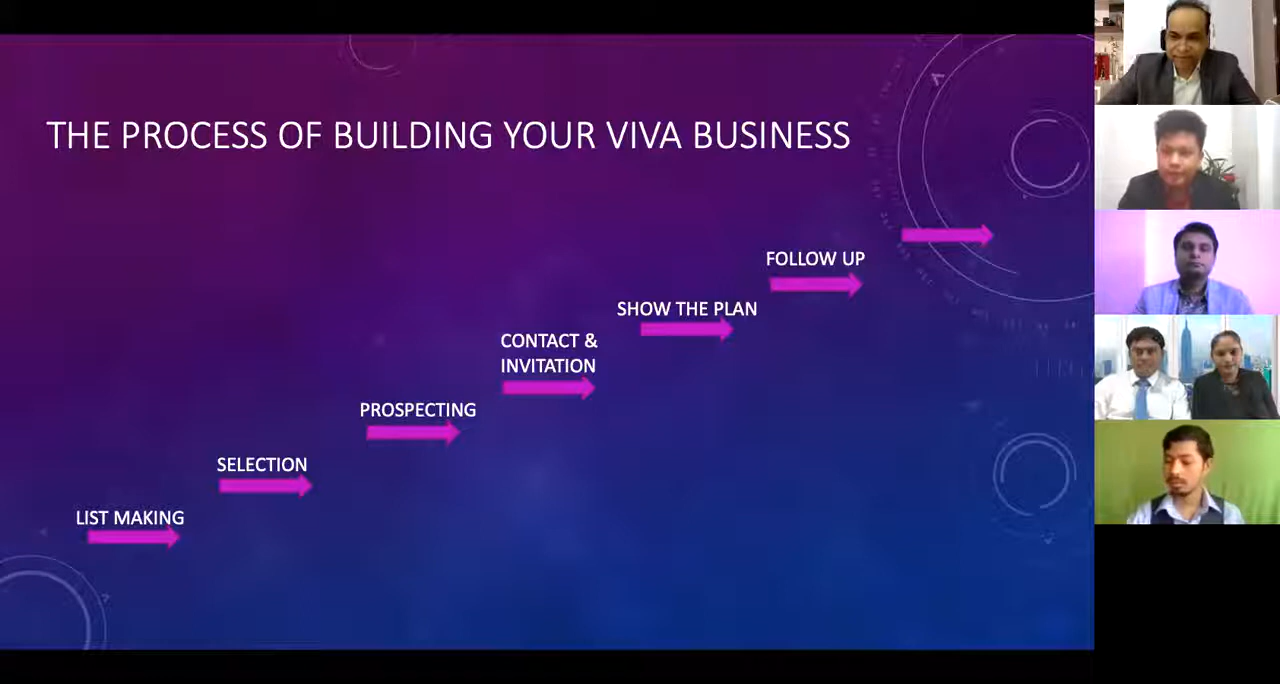 THE PROCESS OF BUILDING YOUR VIVA BUSINESS
FOLLOW UP
SHOW THE PLAN
CONTACT &
INVITATION
PROSPECTING
SELECTION
LIST MAKING